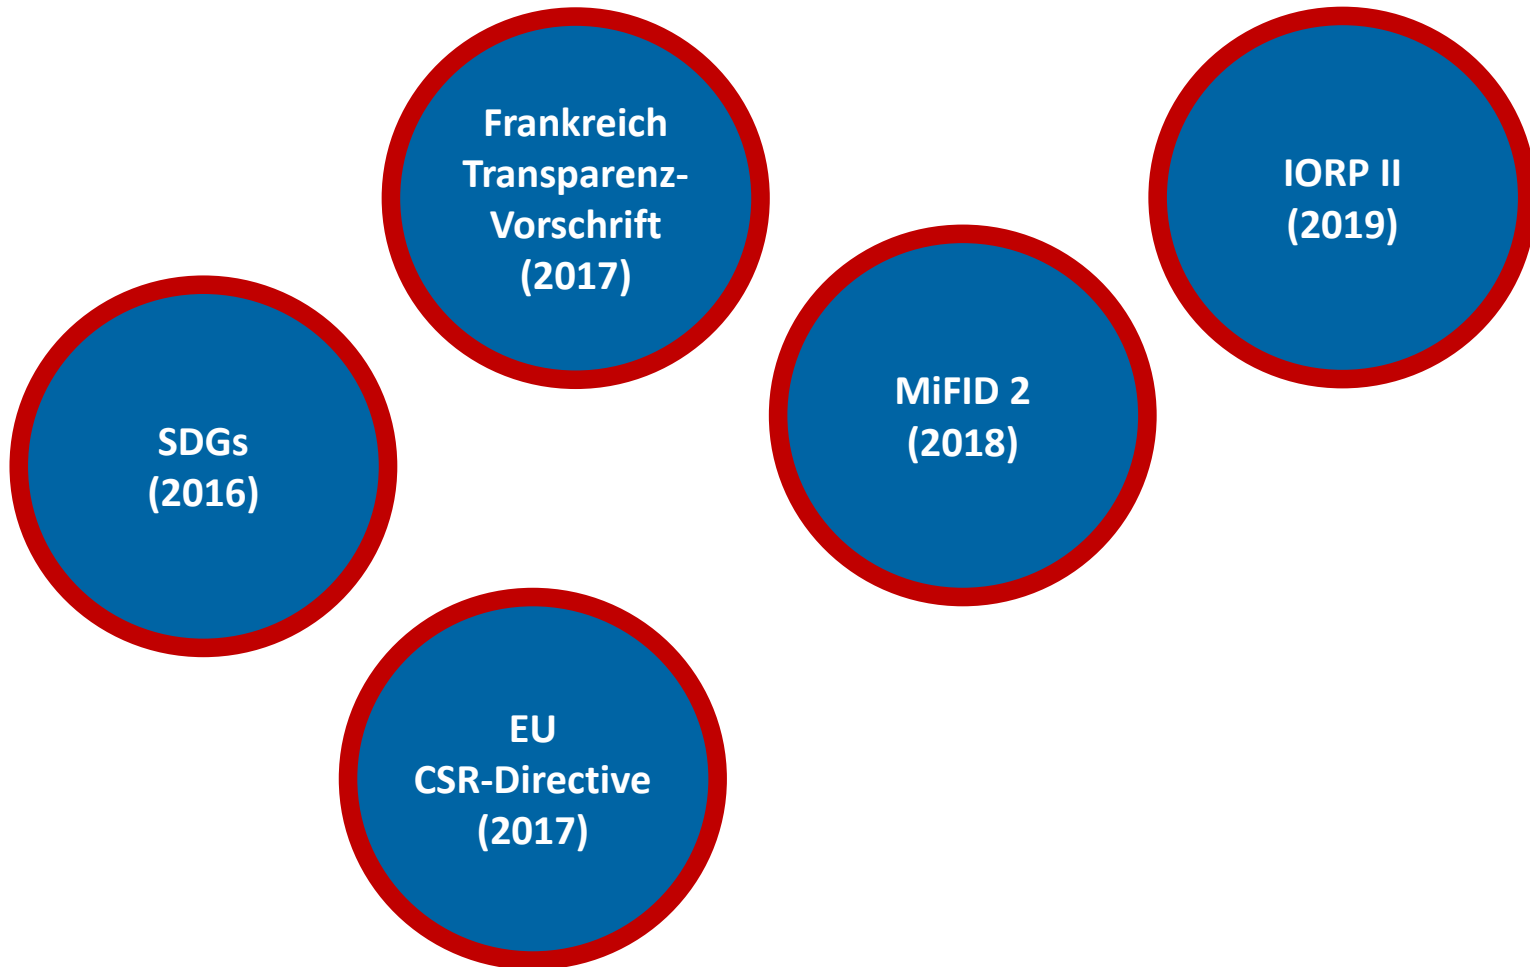 Frankreich
Transparenz-
Vorschrift
(2017)
IORP II
(2019)
MiFID 2
(2018)
SDGs
(2016)
EU
CSR-Directive
(2017)